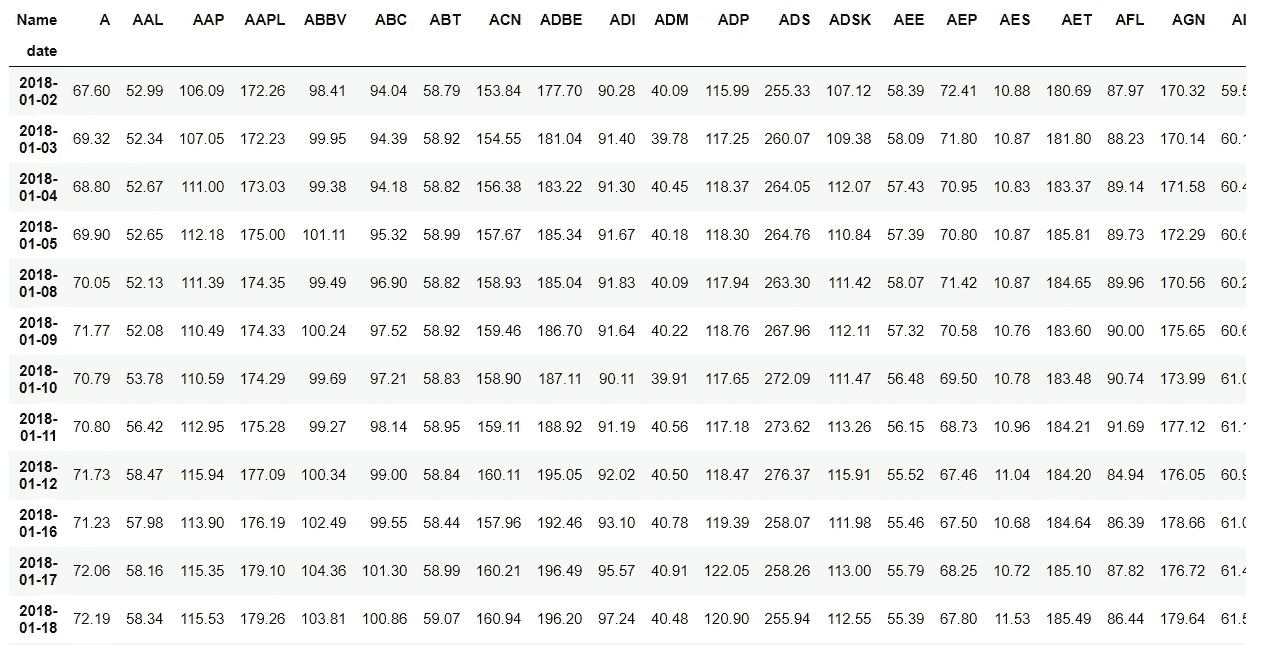 Name A AAL AAP AAPL ABBV ABC ABT ACN ADBE ADI ADM ADP ADS ADSK AEE AEP AES AET AFL AGN
date
2018-01-02 67.60 52.99 106.09 172.26 98.41 94.04 58.79 153.84 177.70 90.28 40.09 115.99 255.33 107.12 58.39 72.41 10.88 180.69 87.97 170.32
2018-01-03 69.32 52.34 107.05 172.23 99.95 94.39 58.92 154.55 181.04 91.40 39.78 117.25 260.07 109.38 58.09 71.80 10.87 181.80 88.23 170.14
2018-01-04 68.80 52.67 111.00 173.03 99.38 94.18 58.82 156.38 183.22 91.30 40.45 118.37 264.05 112.07 57.43 70.95 10.83 183.37 89.14 171.58
2018-01-05 69.90 52.65 112.18 175.00 101.11 95.32 58.99 157.67 185.34 91.67 40.18 118.30 264.76 110.84 57.39 70.80 10.87 185.81 89.73 172.29
2018-01-08 70.05 52.13 111.39 174.35 99.49 96.90 58.82 158.93 185.04 91.83 40.09 117.94 263.30 111.42 58.07 71.42 10.87 184.65 89.96 170.56
2018-01-09 71.77 52.08 110.49 174.33 100.24 97.52 58.92 159.46 186.70 91.64 40.22 118.76 267.96 112.11 57.32 70.58 10.76 183.60 90.00 175.65
2018-01-10 70.79 53.78 110.59 174.29 99.69 97.21 58.83 158.90 187.11 90.11 39.91 117.65 272.09 111.47 56.48 69.50 10.78 183.48 90.74 173.99
2018-01-11 70.80 56.42 112.95 175.28 99.27 98.14 58.95 159.11 188.92 91.19 40.56 117.18 273.62 113.26 56.15 68.73 10.96 184.21 91.69 177.12
2018-01-12 71.73 58.47 115.94 177.09 100.34 99.00 58.84 160.11 195.05 92.02 40.50 118.47 276.37 115.91 55.52 67.46 11.04 184.20 84.94 176.05
2018-01-16 71.23 57.98 113.90 176.19 102.49 99.55 58.44 157.96 192.46 93.10 40.78 119.39 258.07 111.98 55.46 67.50 10.68 184.64 86.39 178.66
2018-01-17 72.06 58.16 115.35 179.10 104.36 101.30 58.99 160.21 196.49 95.57 40.91 122.05 258.26 113.00 55.79 68.25 10.72 185.10 87.82 176.72
2018-01-18 72.19 58.34 115.53 179.26 103.81 100.86 59.07 160.94 196.20 97.24 40.48 120.90 255.94 112.55 55.39 67.80 11.53 185.49 86.44 179.64